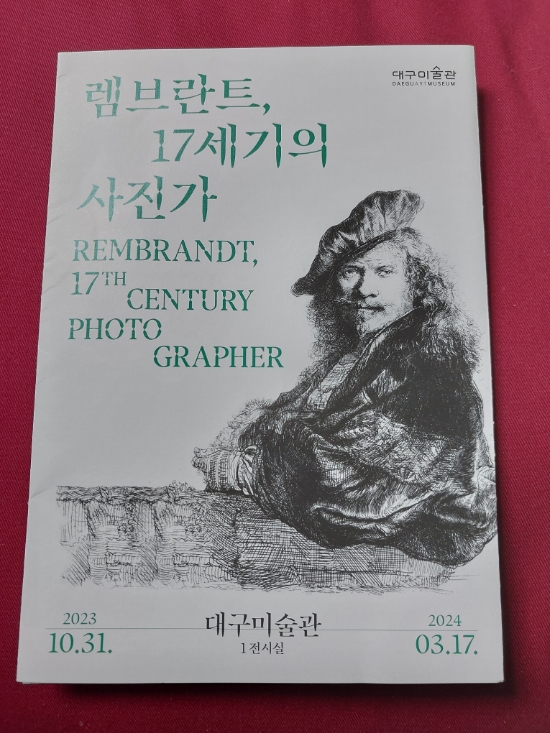 대구미술관
DAEGUARTMUSEUM
렘브란트,
17세기의
사진가
REMBRANDT,
17TH
CENTURY
PHOTO
GRAPHER
2023
10.31.
대구미술관
1 전시실
2024
03.17.